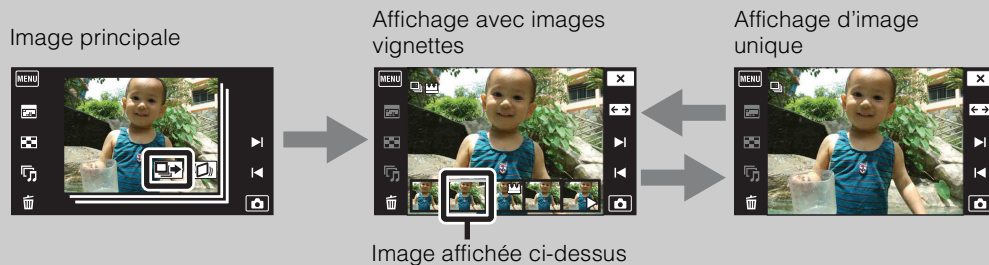 Image principale
Affichage avec images
vignettes
Affichage d’image
unique
MENU
MENU
MENU
Image affichée ci-dessus